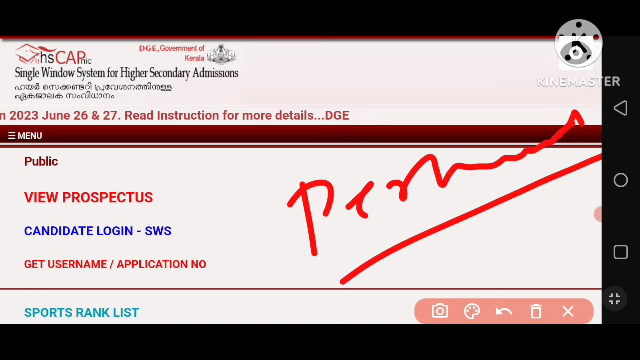 hsCAPnic
DGE, Government of
Kerala
Single Window System for Higher Secondary Admissions
ഹയർ സെക്കണ്ടറി പ്രവേശനത്തിനുള്ള
ഏകജാലക സംവിധാനം
KINEMASTER
n 2023 June 26 & 27. Read Instruction for more details...DGE
☰ MENU
Public
VIEW PROSPECTUS
CANDIDATE LOGIN - SWS
GET USERNAME / APPLICATION NO
SPORTS RANK LIST